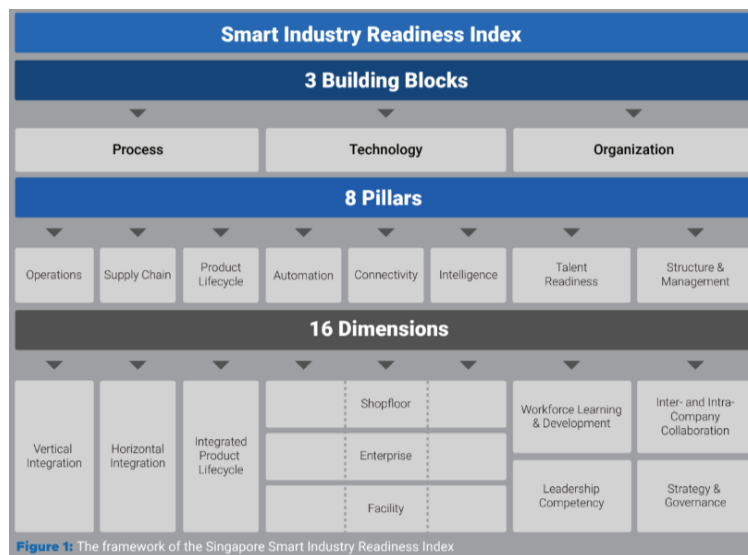 Smart Industry Readiness Index
3 Building Blocks
Process
Technology
Organization
8 Pillars
Operations
Supply Chain
Product
Lifecycle
Automation
Connectivity
Intelligence
Talent
Readiness
Structure &
Management
16 Dimensions
Vertical
Integration
Horizontal
Integration
Integrated
Product
Lifecycle
Shopfloor
Enterprise
Facility
Workforce Learning
& Development
Leadership
Competency
Inter- and Intra-
Company
Collaboration
Strategy &
Governance
Figure 1: The framework of the Singapore Smart Industry Readiness Index